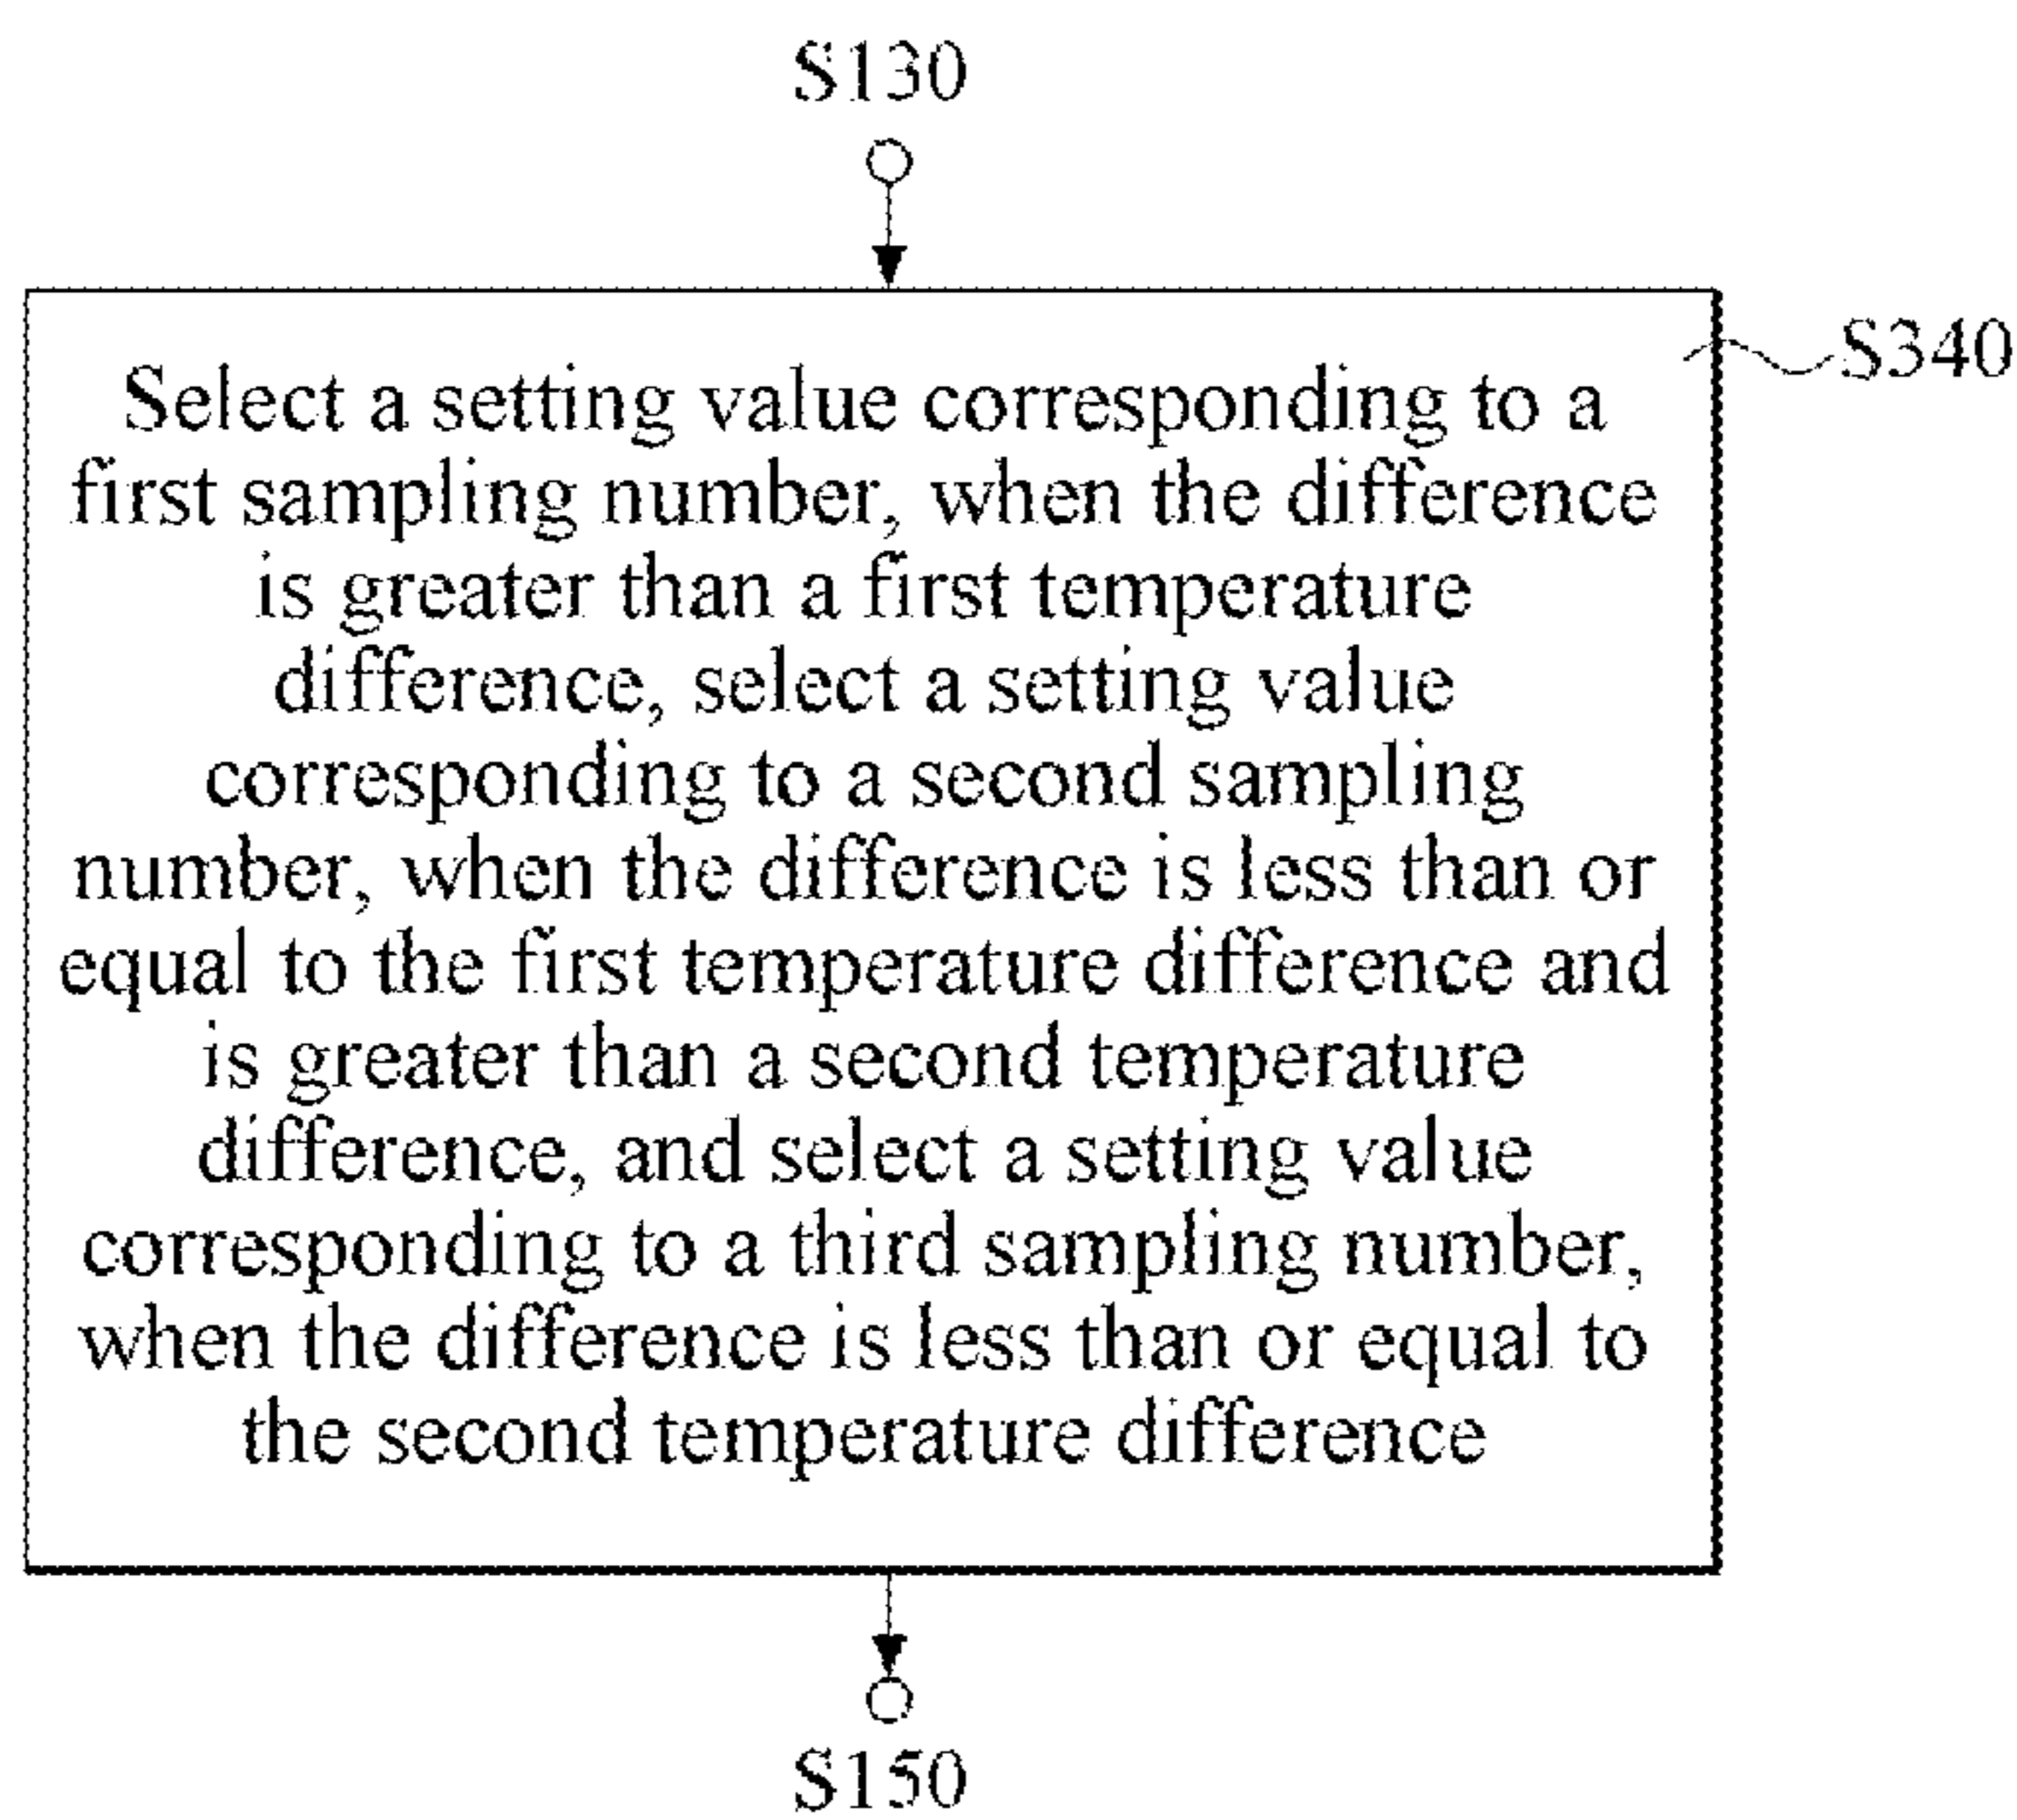 S130
S340
Select a setting value corresponding to a
first sampling number, when the difference
is greater than a first temperature
difference, select a setting value
corresponding to a second sampling
number, when the difference is less than or
equal to the first temperature difference and
is greater than a second temperature
difference, and select a setting value
corresponding to a third sampling number,
when the difference is less than or equal to
the second temperature difference
S150